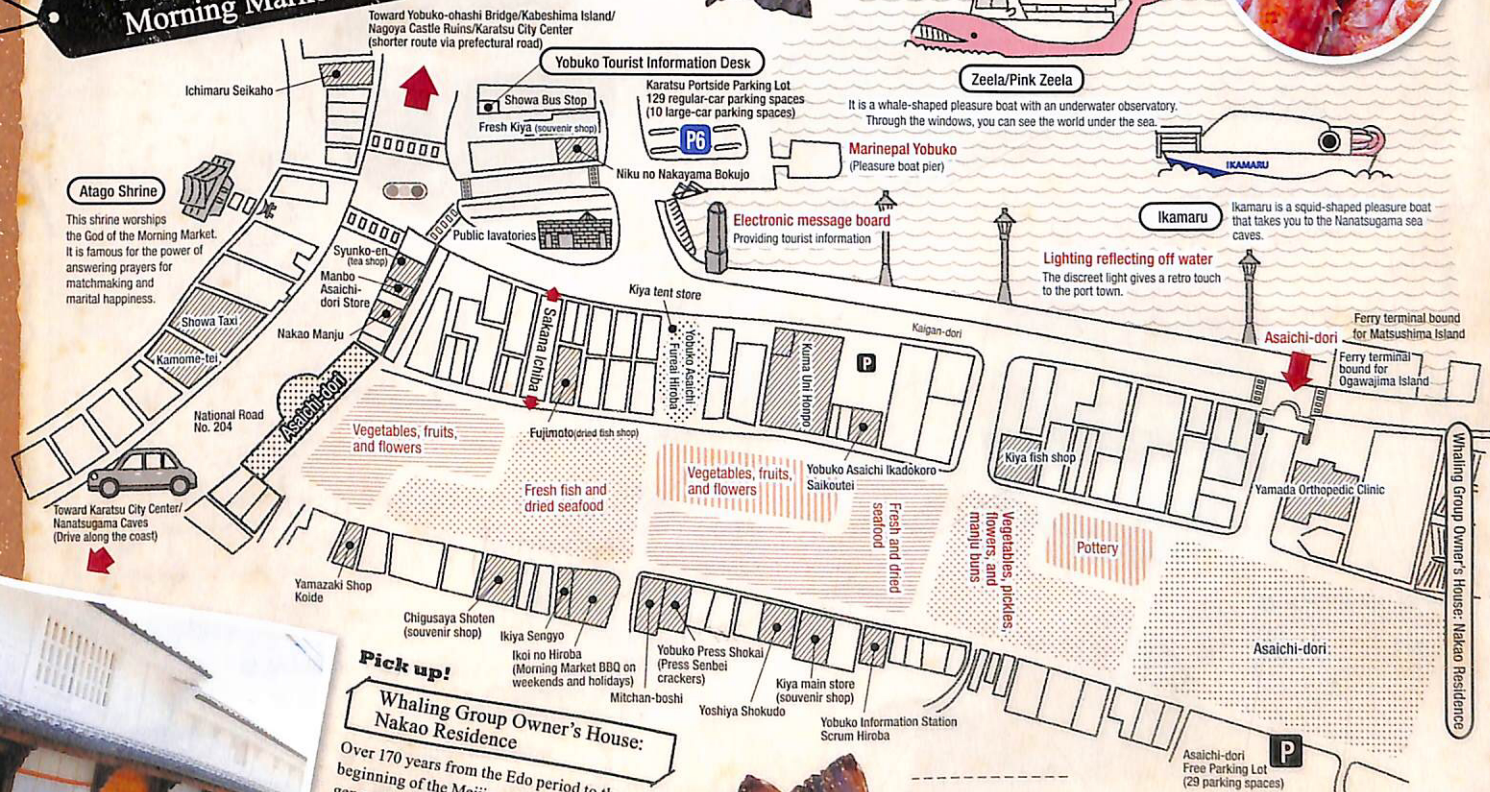 Morning
Toward Yobuko-ohashi Bridge/Kabeshima Island/
Nagoya Castle Ruins/Karatsu City Center
(shorter route via prefectural road)
Ichimaru Seikaho
Yobuko Tourist Information Desk
Showa Bus Stop
Fresh Kiya (souvenir shop)
Niku no Nakayama Bokujo
Karatsu Portside Parking Lot
129 regular-car parking spaces
(10 large-car parking spaces)
P6
Marinepal Yobuko
(Pleasure boat pier)
Zeela/Pink Zeela
It is a whale-shaped pleasure boat with an underwater observatory.
Through the windows, you can see the world under the sea.
IKAMARU
Ikamaru
Ikamaru is a squid-shaped pleasure boat
that takes you to the Nanatsugama sea
caves.
Atago Shrine
This shrine worships
the God of the Morning Market.
It is famous for the power of
answering prayers for
matchmaking and
marital happiness.
Public lavatories
Electronic message board
Providing tourist information
Lighting reflecting off water
The discreet light gives a retro touch
to the port town.
Syunko-en
(tea shop)
Manbo
Asaichi-
dori Store
Nakao Manju
Showa Taxi
Kamome-tei
National Road
No. 204
Asaichi-dori
Sakana Ichiba
Kiya tent store
Yobuko Asaichi
Fureai Hiroba
Kuma Uni Honpo
P
Kaigan-dori
Asaichi-dori
Ferry terminal bound
for Matsushima Island
Ferry terminal
bound for
Ogawajima Island
Toward Karatsu City Center/
Nanatsugama Caves
(Drive along the coast)
Vegetables, fruits,
and flowers
Fujimoto(dried fish shop)
Fresh fish and
dried seafood
Vegetables, fruits,
and flowers
Yobuko Asaichi Ikadokoro
Saikoutei
Fresh and dried
seafood
Kiya fish shop
Vegetables, pickles,
flowers, and
manju buns
Pottery
Yamada Orthopedic Clinic
Asaichi-dori
Whaling Group Owner's House: Nakao Residence
Yamazaki Shop
Koide
Chigusaya Shoten
(souvenir shop)
Ikiya Sengyo
Ikoi no Hiroba
(Morning Market BBQ on
weekends and holidays)
Mitchan-boshi
Yobuko Press Shokai
(Press Senbei
crackers)
Yoshiya Shokudo
Kiya main store
(souvenir shop)
Yobuko Information Station
Scrum Hiroba
Asaichi-dori
Free Parking Lot
(29 parking spaces)
P
Pick up!
Whaling Group Owner's House:
Nakao Residence
Over 170 years from the Edo period to
beginning of the